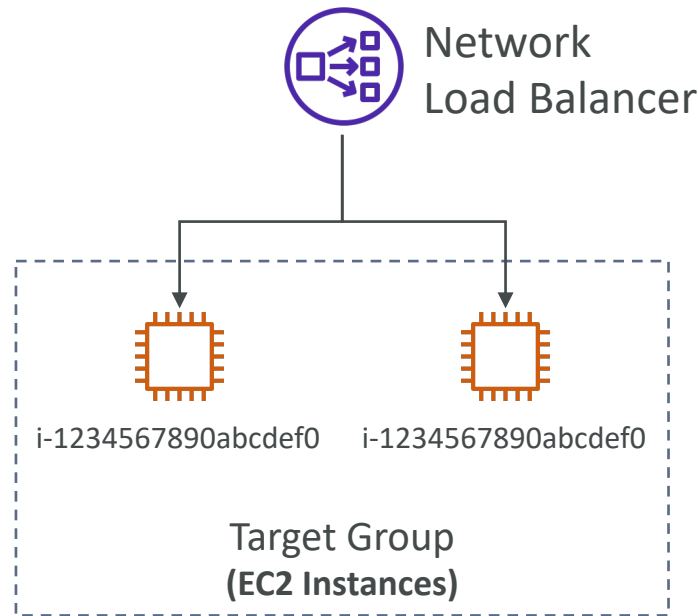 Network
Load Balancer
i-1234567890abcdef0 i-1234567890abcdef0
Target Group
(EC2 Instances)